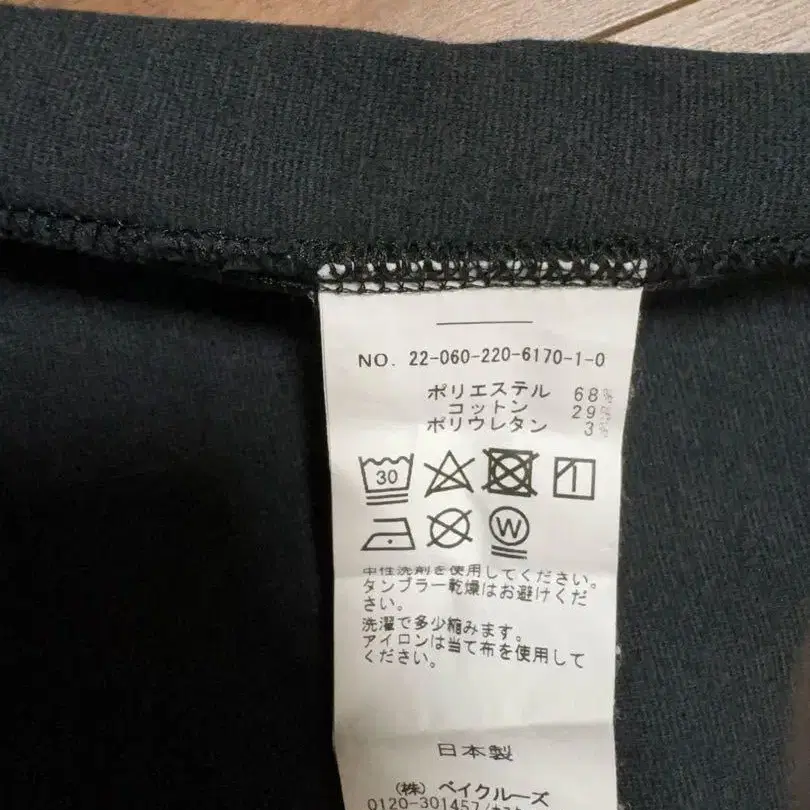 NO. 22-060-220-6170-1-0
ポリエステル 68%
コットン 29%
ポリウレタン 3%
30
W
中性洗剤を使用してください。
タンブラー乾燥はお避けくだ
さい。
洗濯で多少縮みます。
アイロンは当て布を使用して
ください。
日本製
(株) ベイクルーズ
0120-301457/